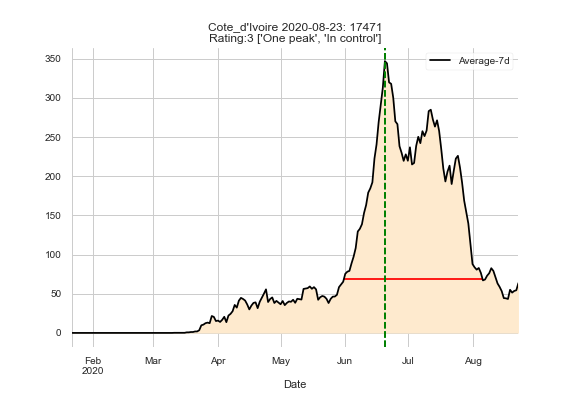 Cote_d'Ivoire 2020-08-23: 17471
Rating:3 ['One peak', 'In control']
Average-7d
350
300
250
200
150
100
50
0
Feb
2020
Mar
Apr
May
Jun
Jul
Aug
Date